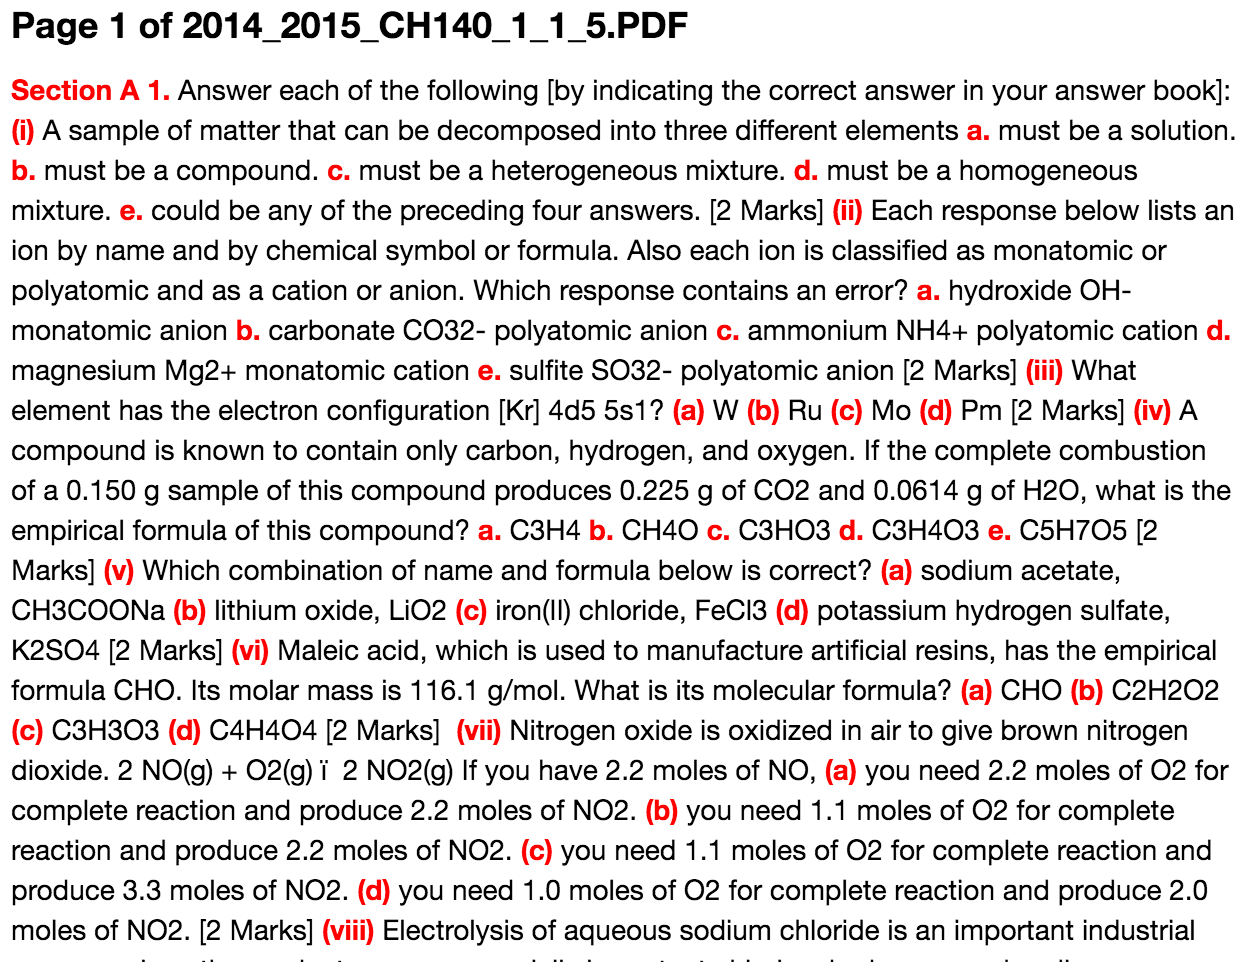 Page 1 of 2014_2015_CH140_1_1_5.PDF
Section A 1. Answer each of the following [by indicating the correct answer in your answer book]:
(i) A sample of matter that can be decomposed into three different elements a. must be a solution.
b. must be a compound. c. must be a heterogeneous mixture. d. must be a homogeneous
mixture. e. could be any of the preceding four answers. [2 Marks] (ii) Each response below lists an
ion by name and by chemical symbol or formula. Also each ion is classified as monatomic or
polyatomic and as a cation or anion. Which response contains an error? a. hydroxide OH-
monatomic anion b. carbonate CO32- polyatomic anion c. ammonium NH4+ polyatomic cation d.
magnesium Mg2+ monatomic cation e. sulfite SO32- polyatomic anion [2 Marks] (iii) What
element has the electron configuration [Kr] 4d5 5s1? (a) W (b) Ru (c) Mo (d) Pm [2 Marks] (iv) A
compound is known to contain only carbon, hydrogen, and oxygen. If the complete combustion
of a 0.150 g sample of this compound produces 0.225 g of CO2 and 0.0614 g of H2O, what is the
empirical formula of this compound? a. C3H4 b. CH4O c. C3HO3 d. C3H4O3 e. C5H7O5 [2
Marks] (v) Which combination of name and formula below is correct? (a) sodium acetate,
CH3COONa (b) lithium oxide, LiO2 (c) iron(II) chloride, FeCl3 (d) potassium hydrogen sulfate,
K2SO4 [2 Marks] (vi) Maleic acid, which is used to manufacture artificial resins, has the empirical
formula CHO. Its molar mass is 116.1 g/mol. What is its molecular formula? (a) CHO (b) C2H2O2
(c) C3H3O3 (d) C4H4O4 [2 Marks] (vii) Nitrogen oxide is oxidized in air to give brown nitrogen
dioxide. 2 NO(g) + O2(g) ï 2 NO2(g) If you have 2.2 moles of NO, (a) you need 2.2 moles of O2 for
complete reaction and produce 2.2 moles of NO2. (b) you need 1.1 moles of O2 for complete
reaction and produce 2.2 moles of NO2. (c) you need 1.1 moles of O2 for complete reaction and
produce 3.3 moles of NO2. (d) you need 1.0 moles of O2 for complete reaction and produce 2.0
moles of NO2. [2 Marks] (viii) Electrolysis of aqueous sodium chloride is an important industrial